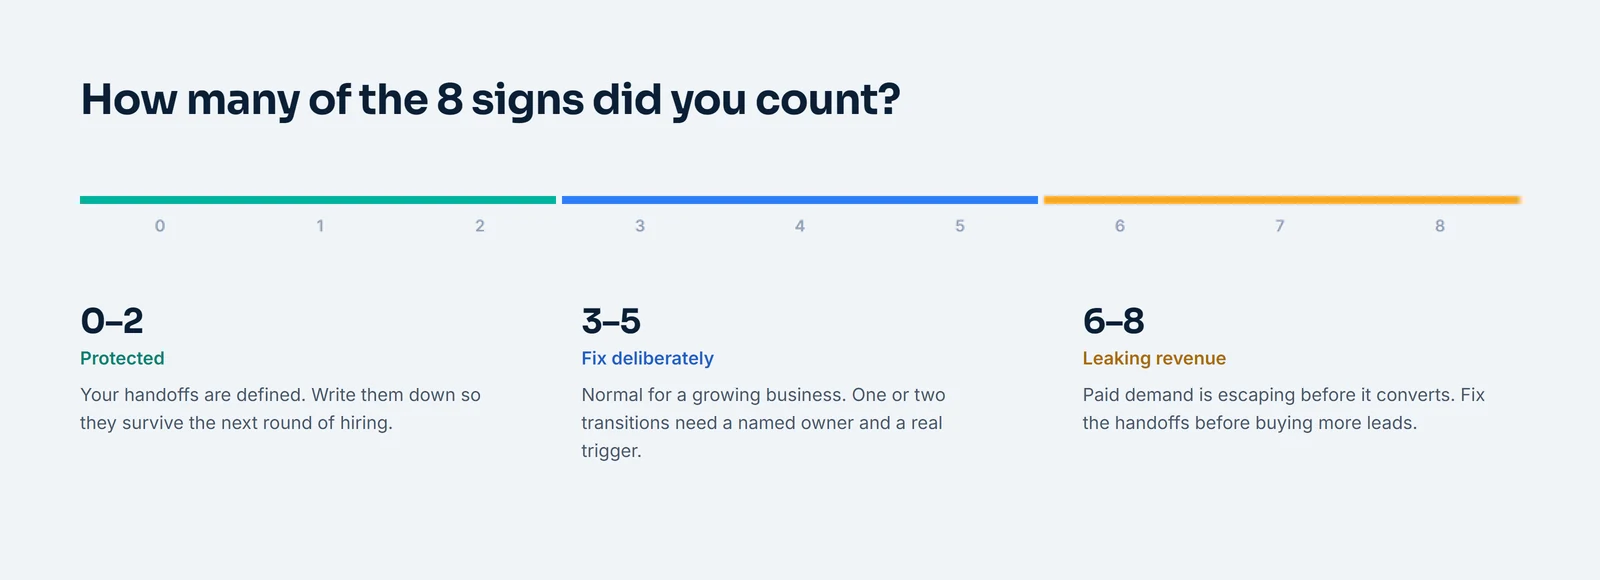 How many of the 8 signs did you count?
0 1 2 3 4 5 6 7 8
0–2
Protected
Your handoffs are defined. Write them down so
they survive the next round of hiring.
3–5
Fix deliberately
Normal for a growing business. One or two
transitions need a named owner and a real
trigger.
6–8
Leaking revenue
Paid demand is escaping before it converts. Fix
the handoffs before buying more leads.